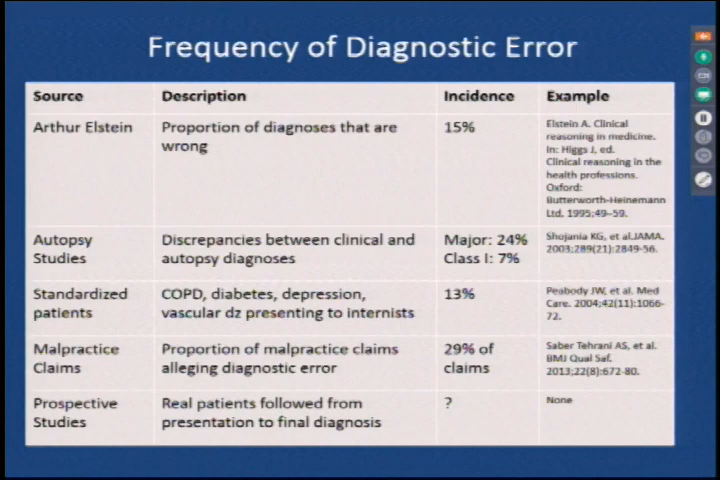 Frequency of Diagnostic Error
Source Description Incidence Example
Arthur Elstein Proportion of diagnoses that are wrong 15% Elstein A. Clinical
reasoning in medicine.
In: Higgs J, ed.
Clinical reasoning in the
health professions.
Oxford:
Butterworth-Heinemann
Ltd. 1995;49–59.
Autopsy
Studies
Discrepancies between clinical and
autopsy diagnoses
Major: 24%
Class I: 7%
Shojania KG, et al.JAMA.
2003;289(21):2849-56.
Standardized
patients
COPD, diabetes, depression,
vascular dz presenting to internists
13%
Peabody JW, et al. Med
Care. 2004;42(11):1066-
72.
Malpractice
Claims
Proportion of malpractice claims
alleging diagnostic error
29% of
claims
Saber Tehrani AS, et al.
BMJ Qual Saf.
2013;22(8):672-80.
Prospective
Studies
Real patients followed from
presentation to final diagnosis
?
None